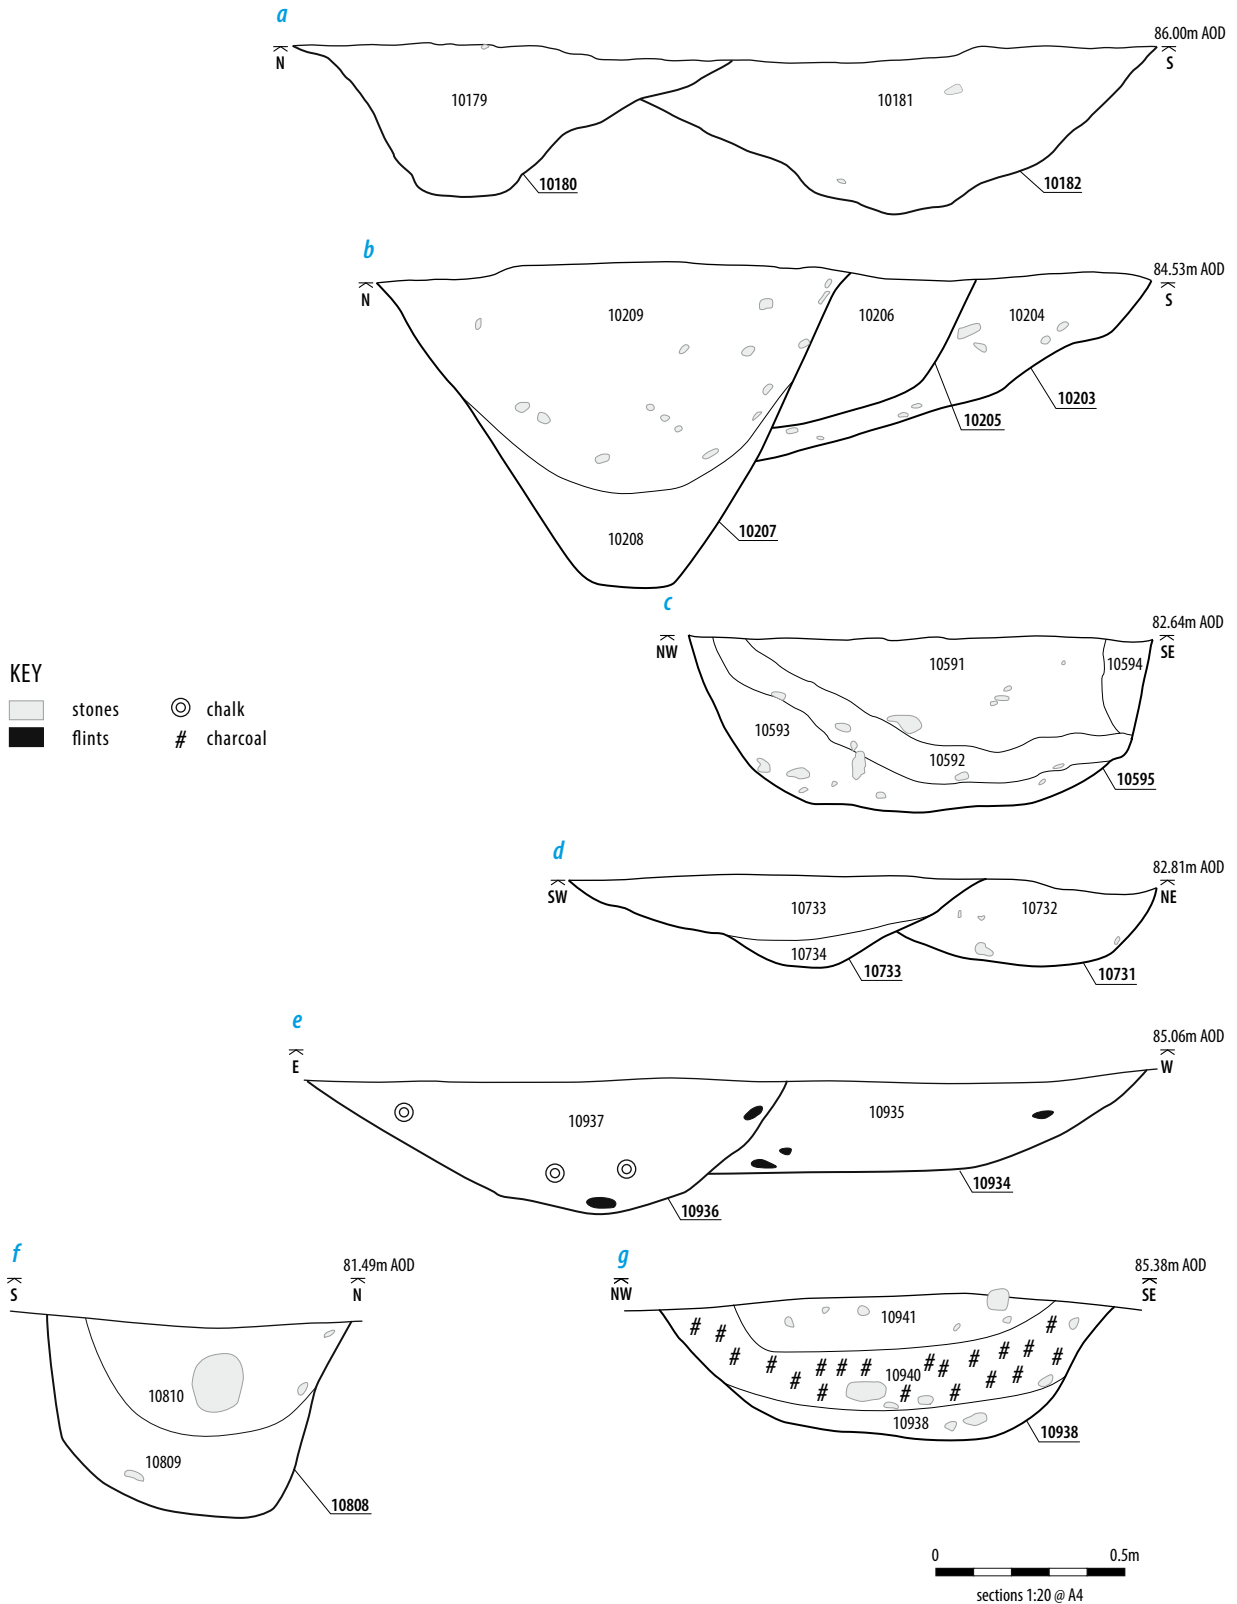 a
86.00m AOD
N
S
10179
10181
10180
10182
b
84.53m AOD
N
S
10209
10206
10204
10203
10205
10207
10208
c
82.64m AOD
NW
SE
10591
10594
10593
10592
10595
KEY
stones
chalk
flints
# charcoal
d
82.81m AOD
SW
NE
10733
10732
10734
10733
10731
e
85.06m AOD
E
W
10937
10935
10934
10936
f
81.49m AOD
S
N
10810
10809
10808
g
85.38m AOD
NW
SE
10941
10940
10938
10938
0 0.5m
sections 1:20 @ A4